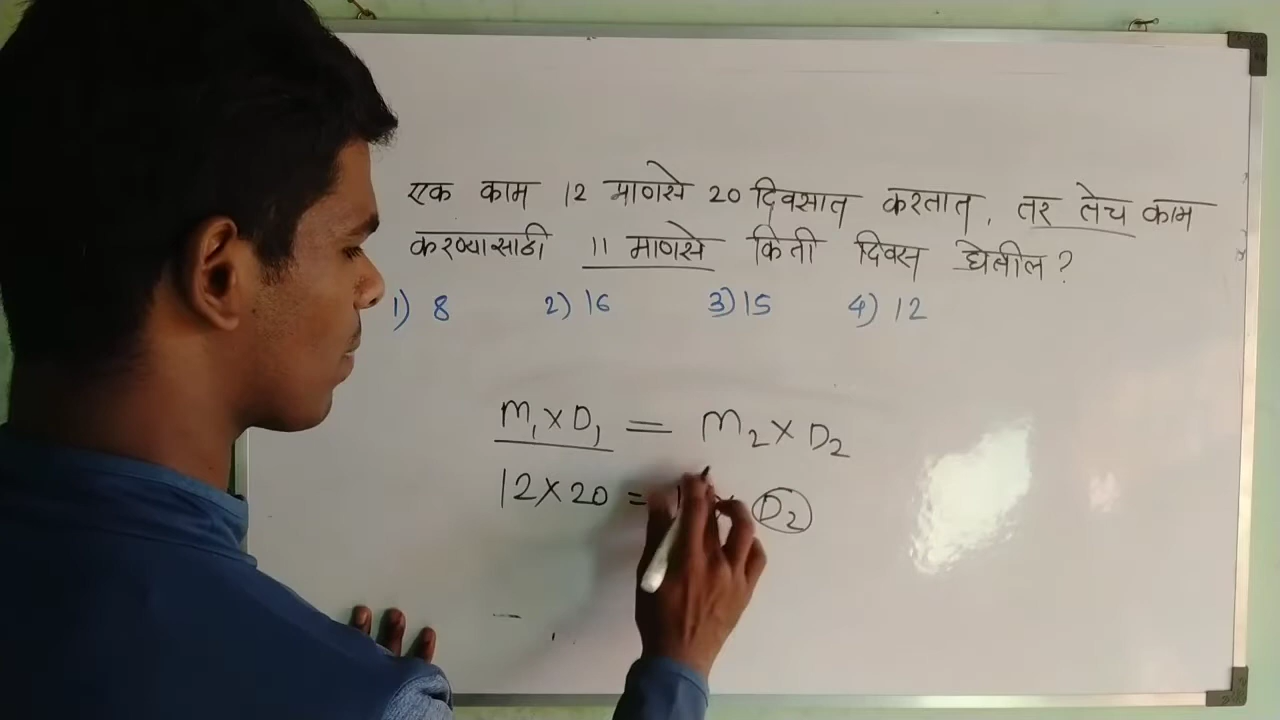 एक काम 12 माणसे 20 दिवसात करतात, तर तेच काम
करण्यासाठी 11 माणसे किती दिवस घेतील?
1) 8 2) 16 3) 15 4) 12
M₁ × D₁ = M₂ × D₂
12 × 20 = × D₂